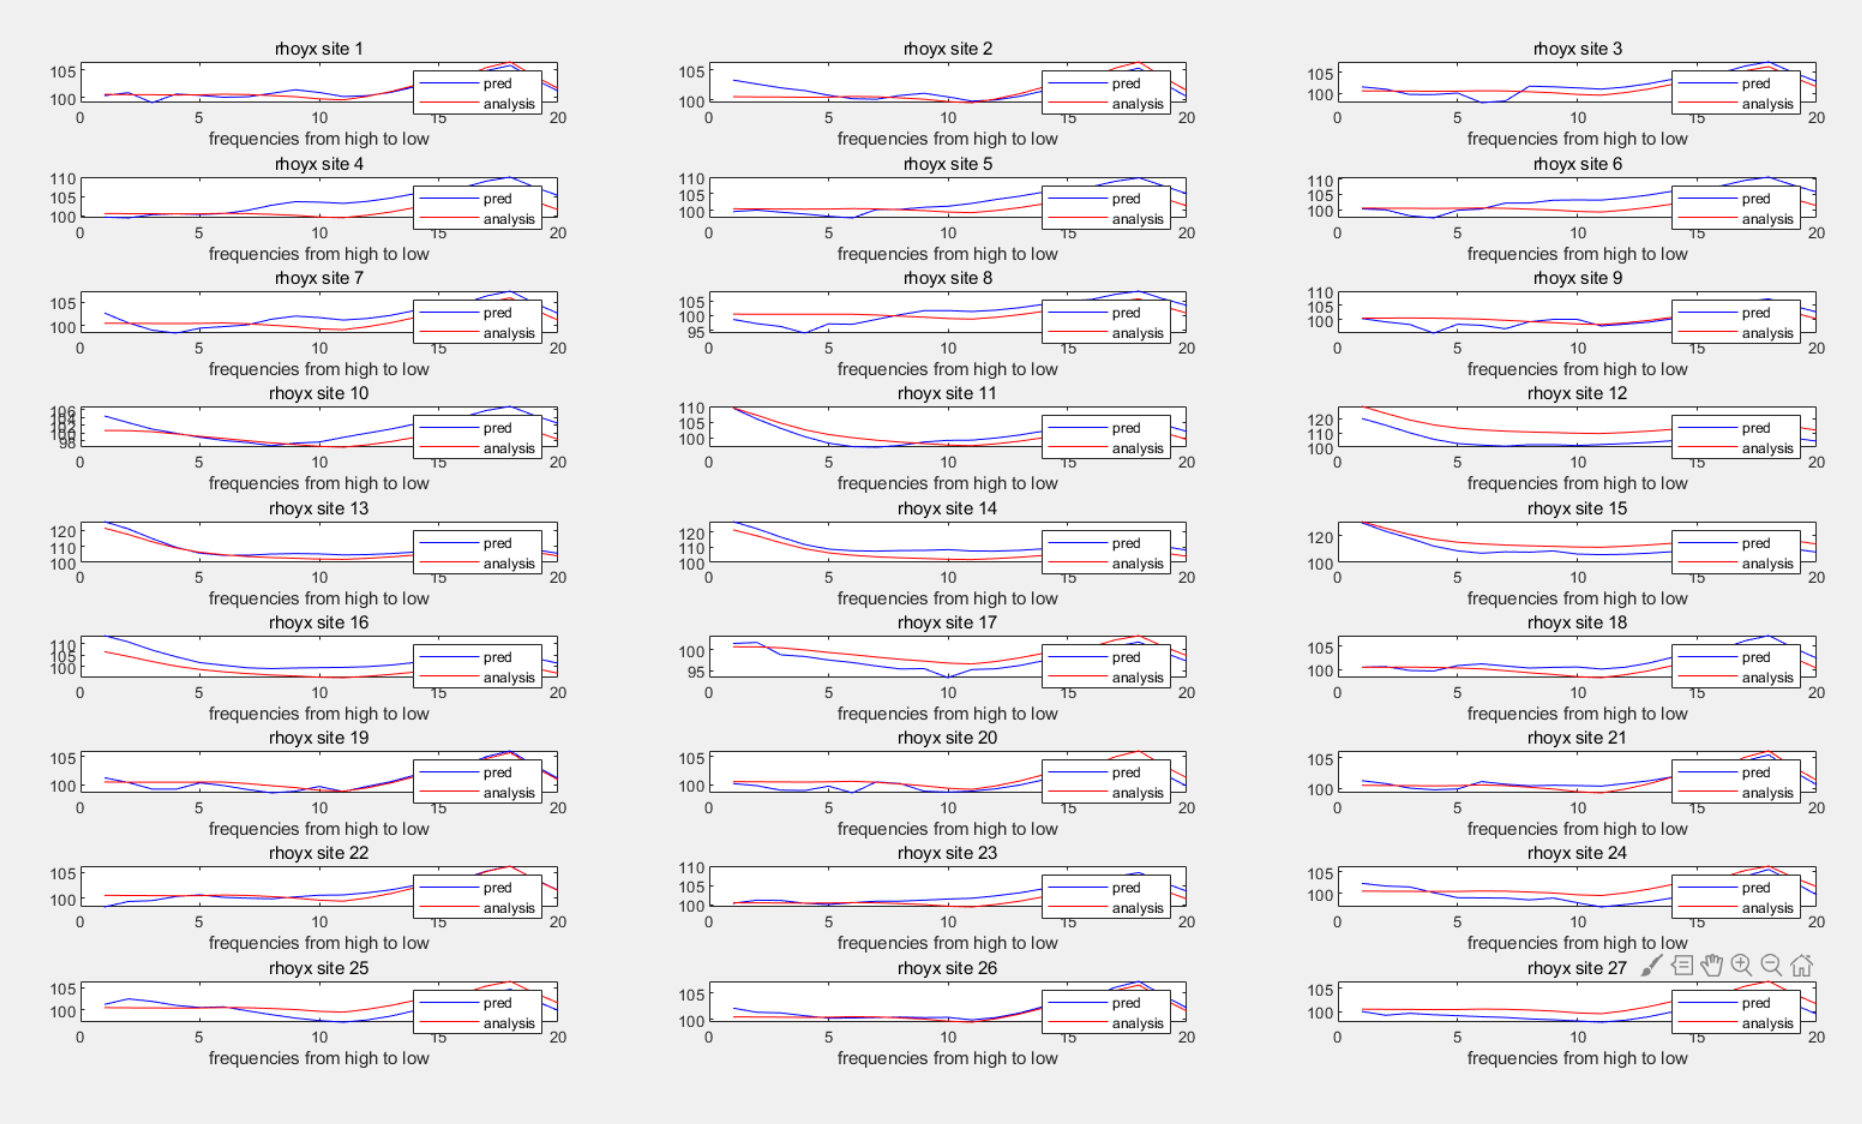 rhoyx site 1
105
100
0 5 10 15 20
pred
analysis
frequencies from high to low
rhoyx site 2
105
100
0 5 10 15 20
pred
analysis
frequencies from high to low
rhoyx site 3
105
100
0 5 10 15 20
pred
analysis
frequencies from high to low
rhoyx site 4
110
105
100
0 5 10 15 20
pred
analysis
frequencies from high to low
rhoyx site 5
110
105
100
0 5 10 15 20
pred
analysis
frequencies from high to low
rhoyx site 6
110
105
100
0 5 10 15 20
pred
analysis
frequencies from high to low
rhoyx site 7
105
100
0 5 10 15 20
pred
analysis
frequencies from high to low
rhoyx site 8
105
100
95
0 5 10 15 20
pred
analysis
frequencies from high to low
rhoyx site 9
110
105
100
0 5 10 15 20
pred
analysis
frequencies from high to low
rhoyx site 10
106
104
102
100
98
0 5 10 15 20
pred
analysis
frequencies from high to low
rhoyx site 11
110
105
100
0 5 10 15 20
pred
analysis
frequencies from high to low
rhoyx site 12
120
110
100
0 5 10 15 20
pred
analysis
frequencies from high to low
rhoyx site 13
120
110
100
0 5 10 15 20
pred
analysis
frequencies from high to low
rhoyx site 14
120
110
100
0 5 10 15 20
pred
analysis
frequencies from high to low
rhoyx site 15
120
100
0 5 10 15 20
pred
analysis
frequencies from high to low
rhoyx site 16
110
105
100
0 5 10 15 20
pred
analysis
frequencies from high to low
rhoyx site 17
100
95
0 5 10 15 20
pred
analysis
frequencies from high to low
rhoyx site 18
105
100
0 5 10 15 20
pred
analysis
frequencies from high to low
rhoyx site 19
105
100
0 5 10 15 20
pred
analysis
frequencies from high to low
rhoyx site 20
105
100
0 5 10 15 20
pred
analysis
frequencies from high to low
rhoyx site 21
105
100
0 5 10 15 20
pred
analysis
frequencies from high to low
rhoyx site 22
105
100
0 5 10 15 20
pred
analysis
frequencies from high to low
rhoyx site 23
110
105
100
0 5 10 15 20
pred
analysis
frequencies from high to low
rhoyx site 24
105
100
0 5 10 15 20
pred
analysis
frequencies from high to low
rhoyx site 25
105
100
0 5 10 15 20
pred
analysis
frequencies from high to low
rhoyx site 26
105
100
0 5 10 15 20
pred
analysis
frequencies from high to low
rhoyx site 27
105
100
0 5 10 15 20
pred
analysis
frequencies from high to low